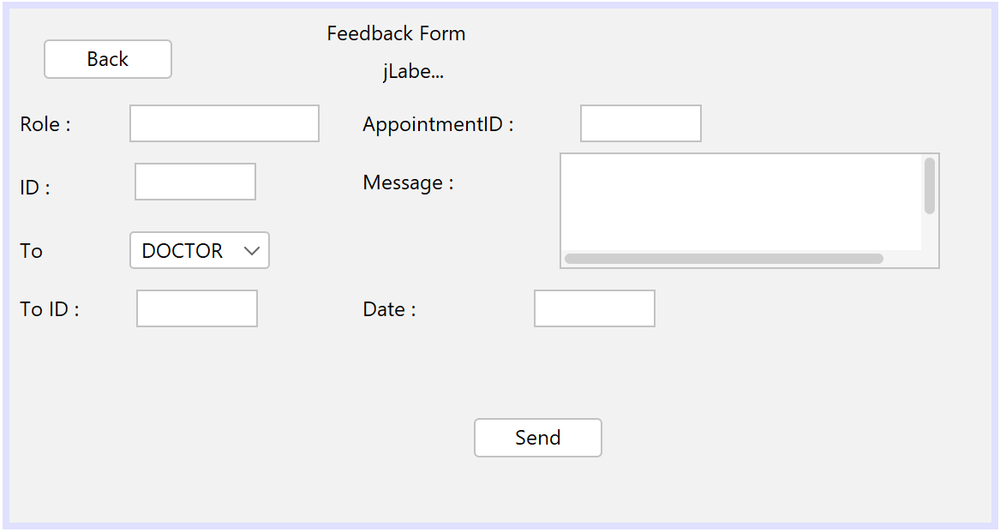 Feedback Form
Back
jLabe...
Role :
AppointmentID :
ID :
Message :
To
DOCTOR
To ID :
Date :
Send